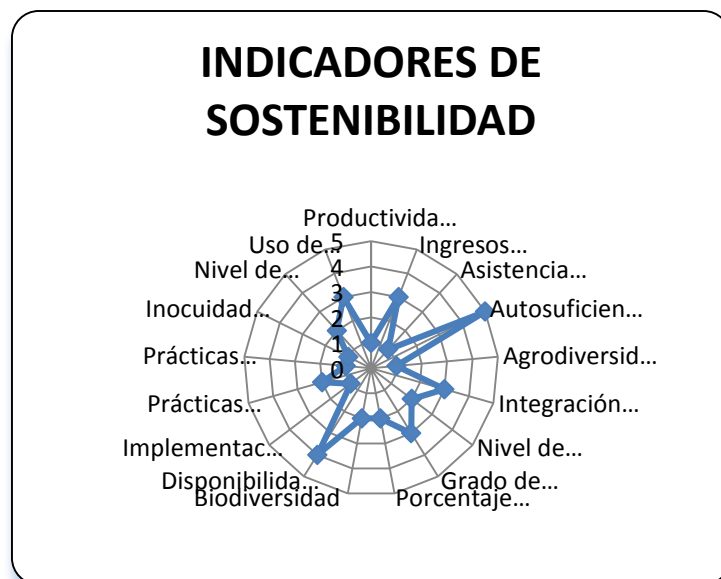 INDICADORES DE
SOSTENIBILIDAD
Productivida...
Ingresos...
Asistencia...
Autosuficien...
Agrodiversid...
Integración...
Nivel de...
Grado de...
Porcentaje...
Biodiversidad
Disponibilida...
Implementac...
Prácticas...
Prácticas...
Inocuidad...
Nivel de...
Uso de...
5
4
3
2
1
0